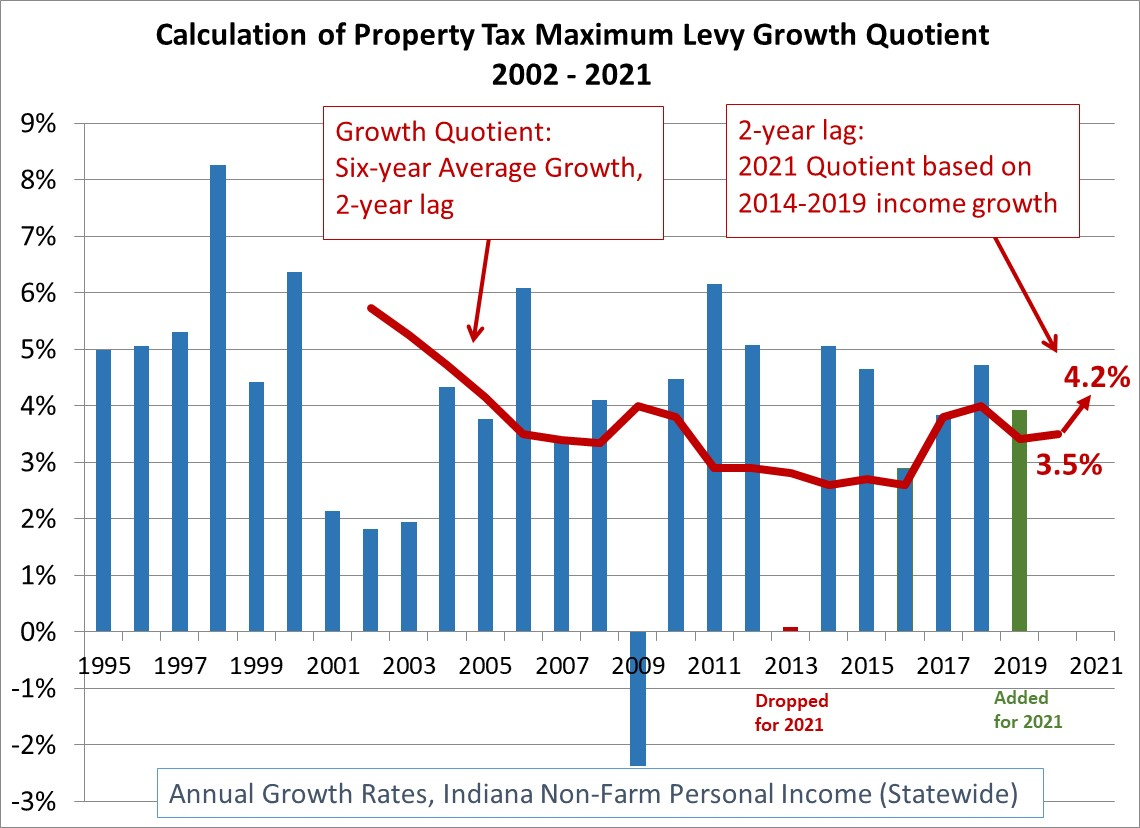 Calculation of Property Tax Maximum Levy Growth Quotient
2002 - 2021
Growth Quotient:
Six-year Average Growth,
2-year lag
2-year lag:
2021 Quotient based on
2014-2019 income growth
9%
8%
7%
6%
5%
4%
3%
2%
1%
0%
-1%
-2%
-3%
4.2%
3.5%
1995 1997 1999 2001 2003 2005 2007 2009 2011 2013 2015 2017 2019 2021
Dropped
for 2021
Added
for 2021
Annual Growth Rates, Indiana Non-Farm Personal Income (Statewide)